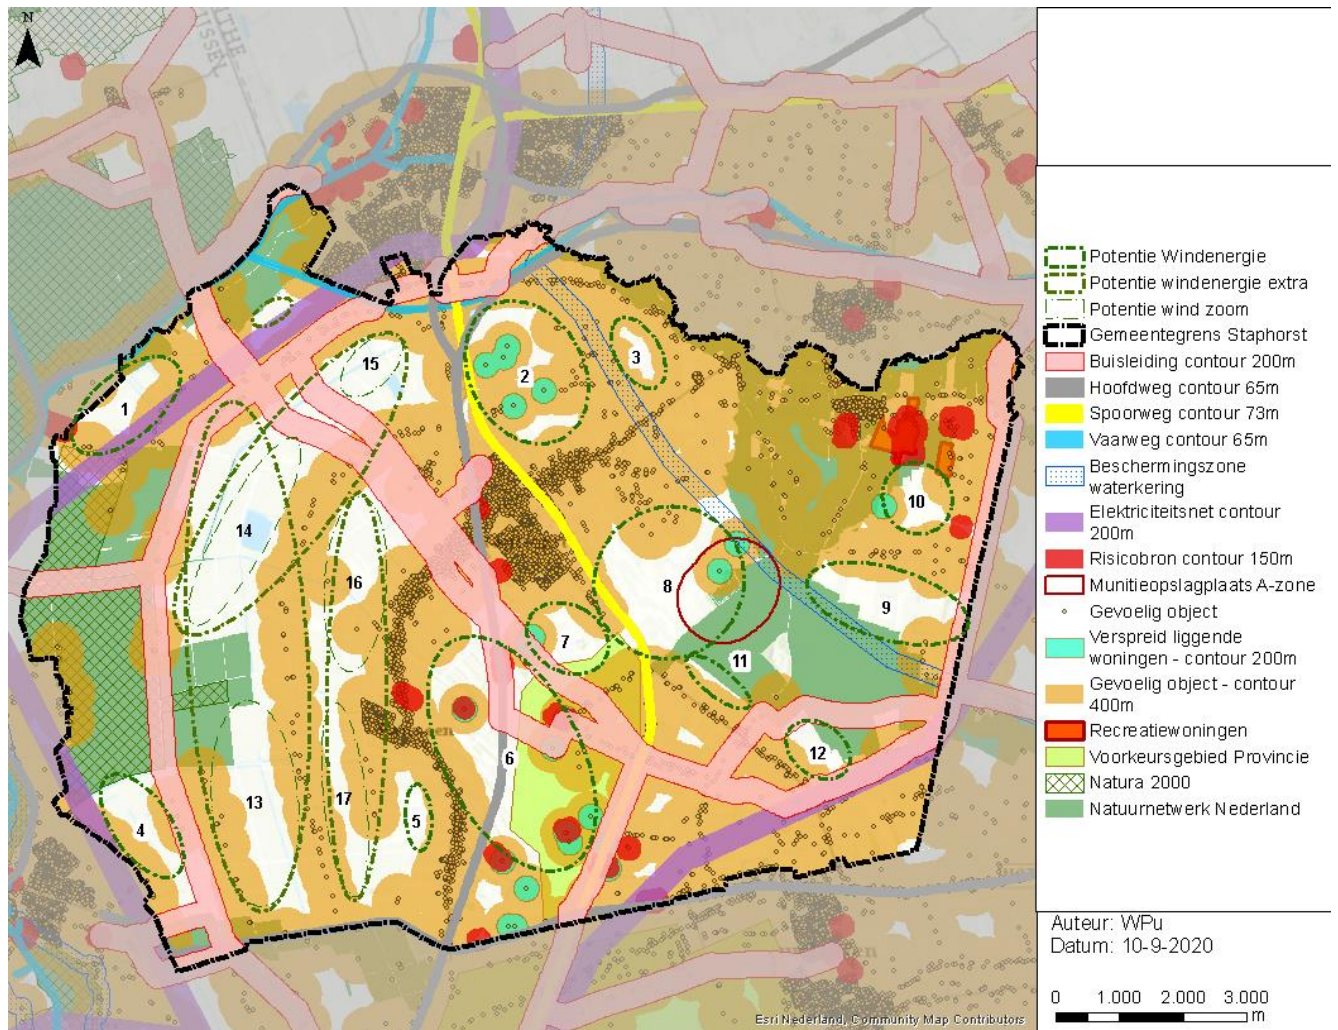 N
1
2
3
4
5
6
7
8
9
10
11
12
13
14
15
16
17
Esri Nederland, Community Map Contributors
Potentie Windenergie
Potentie windenergie extra
Potentie wind zoom
Gemeentegrens Staphorst
Buisleiding contour 200m
Hoofdweg contour 65m
Spoorweg contour 73m
Vaarweg contour 65m
Beschermingszone
waterkering
Elektriciteitsnet contour
200m
Risicobron contour 150m
Munitieopslagplaats A-zone
Gevoelig object
Verspreid liggende
woningen - contour 200m
Gevoelig object - contour
400m
Recreatiewoningen
Voorkeursgebied Provincie
Natura 2000
Natuurnetwerk Nederland
Auteur: WPu
Datum: 10-9-2020
0 1.000 2.000 3.000
m